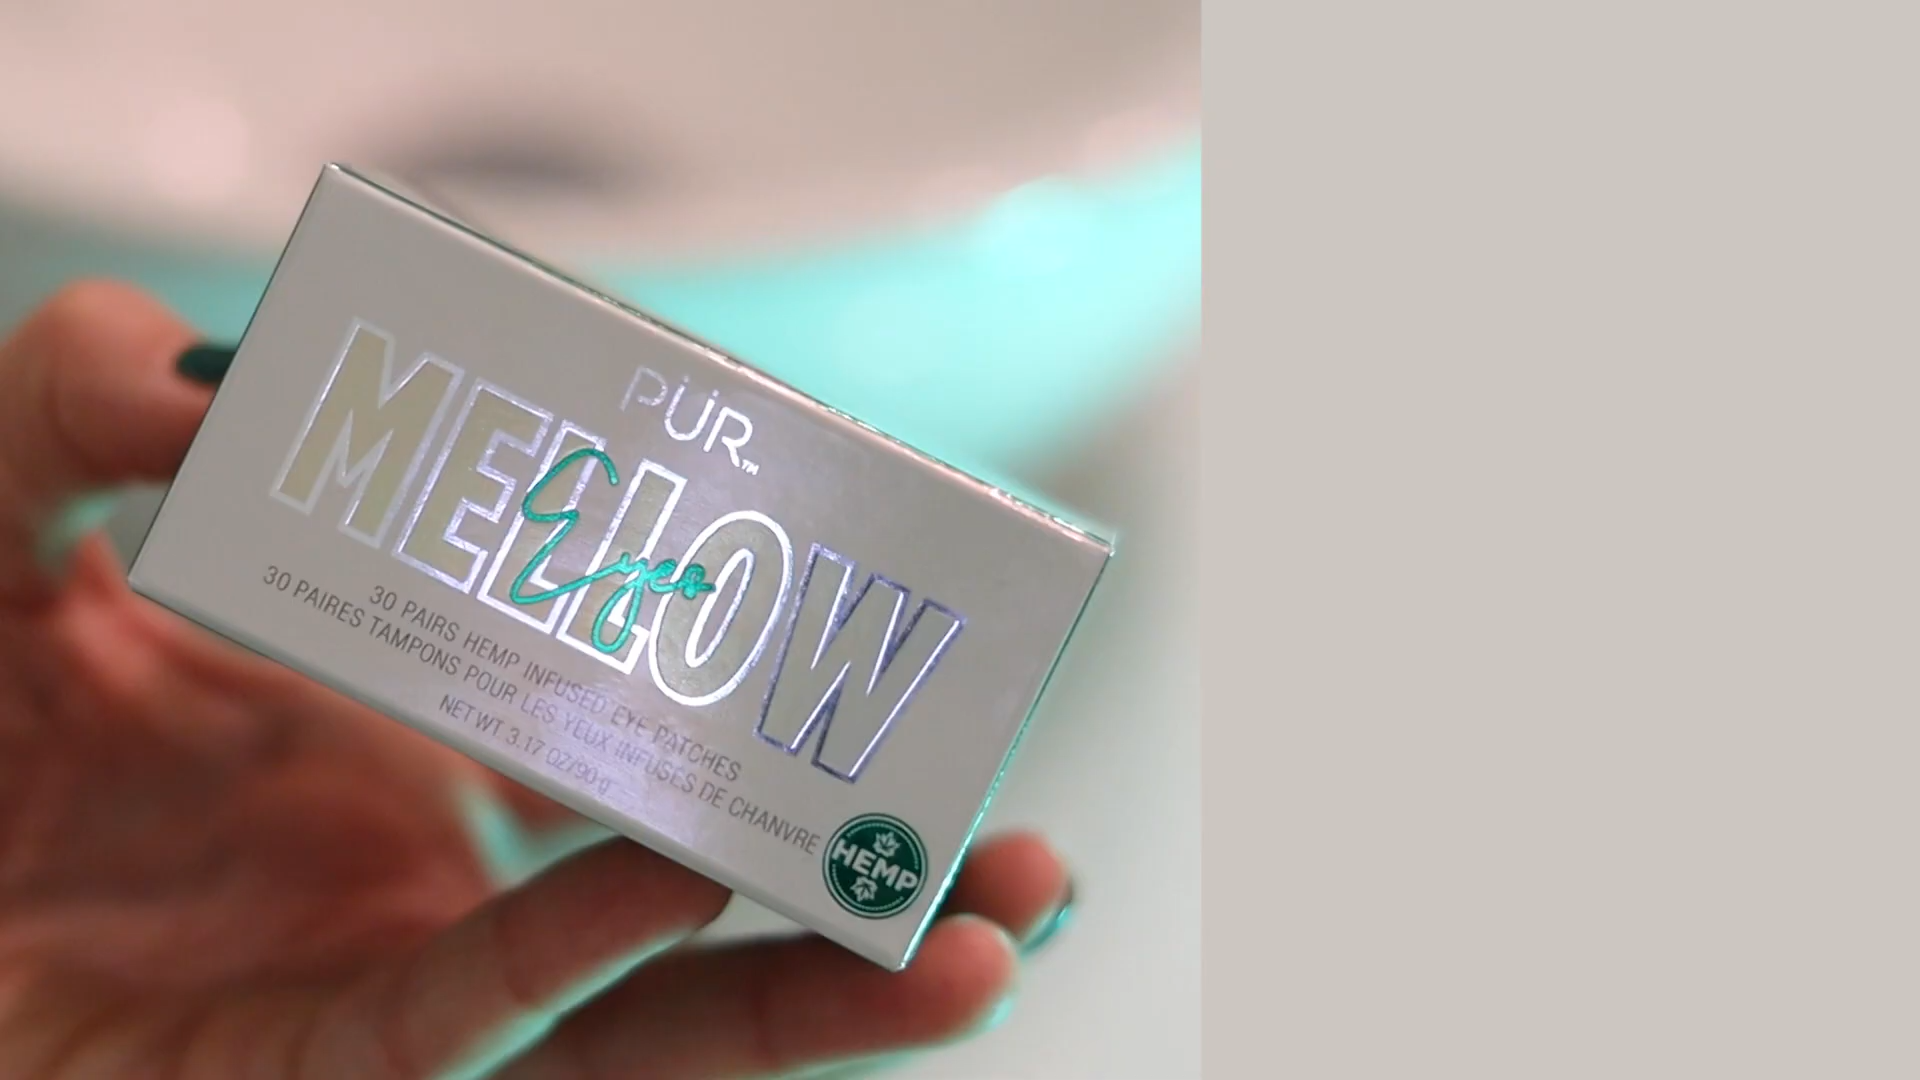 PÜR™
MELLOW
Eyes
30 PAIRS HEMP INFUSED EYE PATCHES
30 PAIRES TAMPONS POUR LES YEUX INFUSÉS DE CHANVRE
NET WT 3.17 OZ/90 g
HEMP